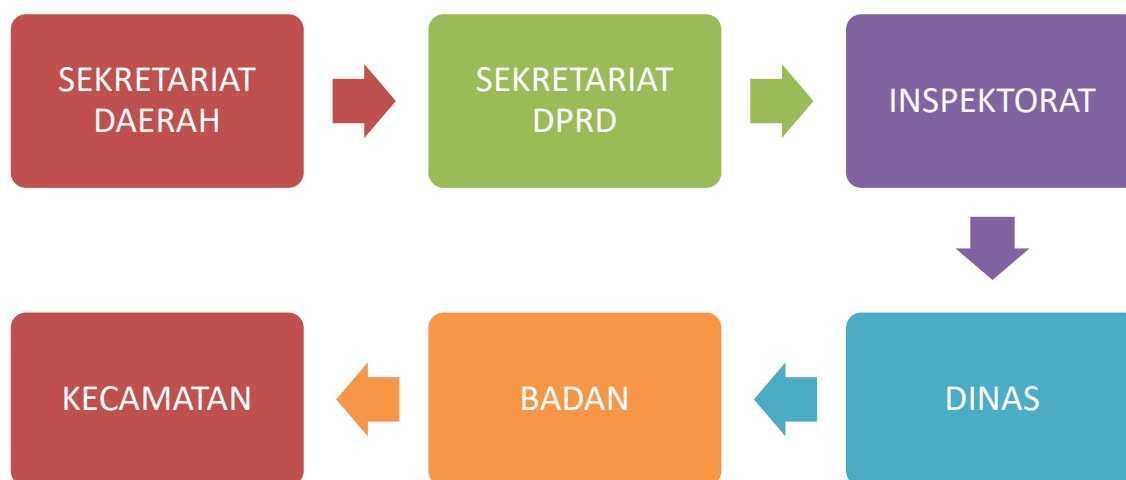 SEKRETARIAT
DAERAH
SEKRETARIAT
DPRD
INSPEKTORAT
DINAS
BADAN
KECAMATAN